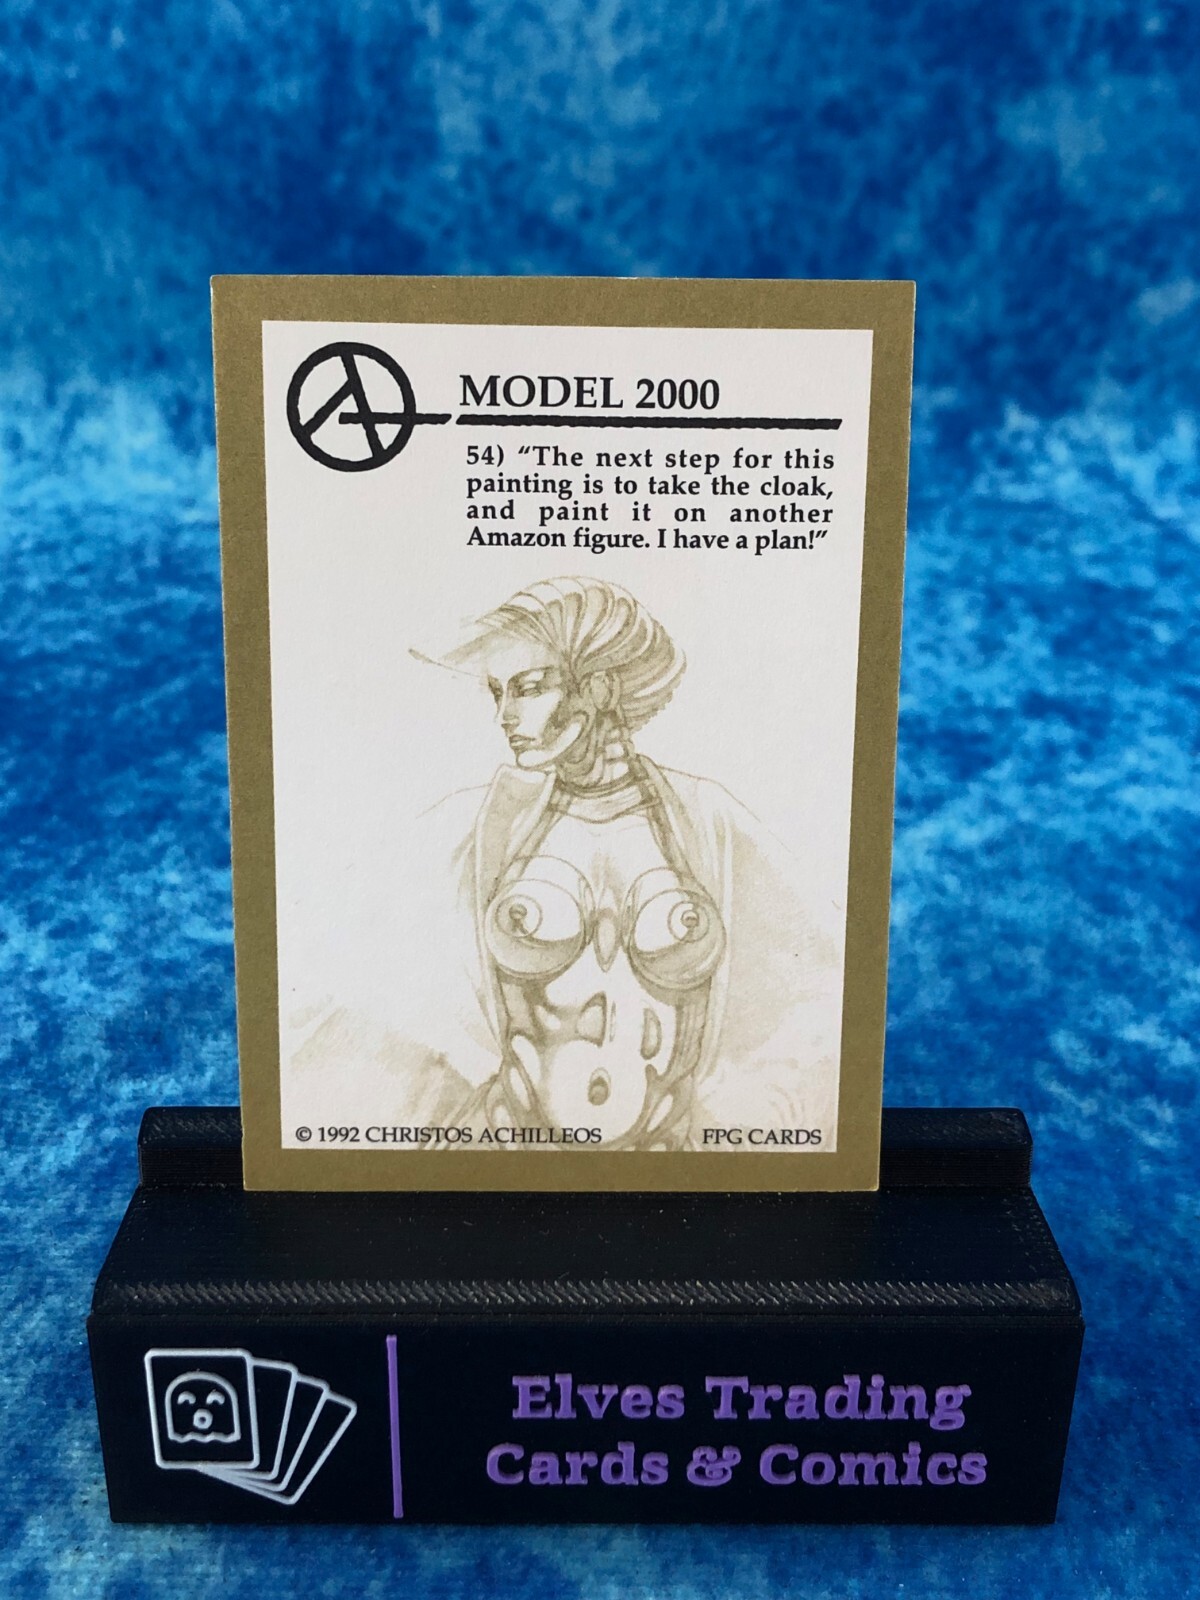 MODEL 2000
54) “The next step for this
painting is to take the cloak,
and paint it on another
Amazon figure. I have a plan!”
© 1992 CHRISTOS ACHILLEOS FPG CARDS
Elves Trading
Cards & Comics